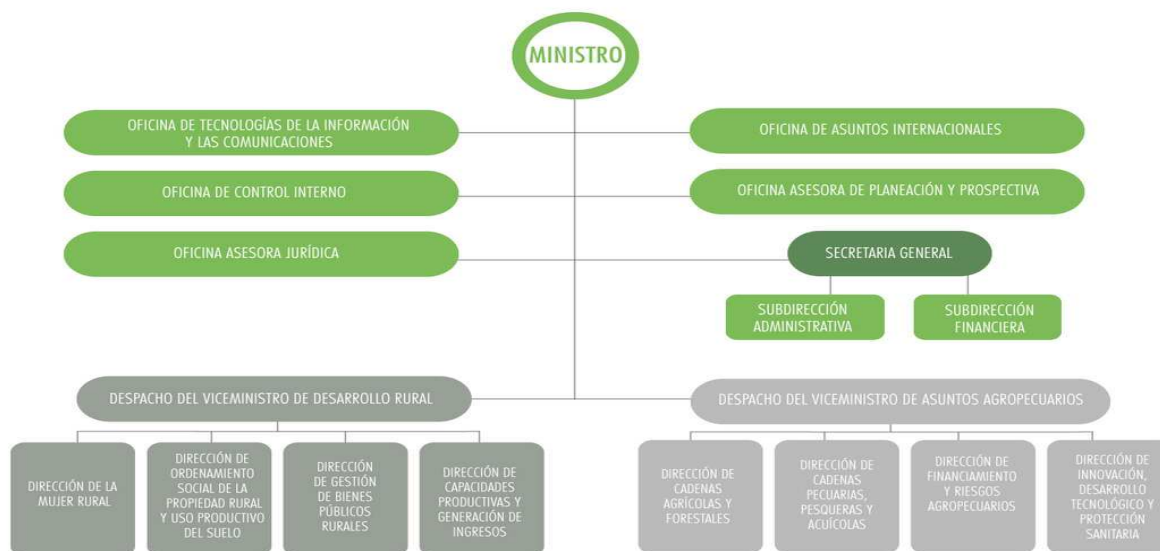 MINISTRO
OFICINA DE TECNOLOGÍAS DE LA INFORMACIÓN
Y LAS COMUNICACIONES
OFICINA DE ASUNTOS INTERNACIONALES
OFICINA DE CONTROL INTERNO
OFICINA ASESORA DE PLANEACIÓN Y PROSPECTIVA
OFICINA ASESORA JURÍDICA
SECRETARIA GENERAL
SUBDIRECCIÓN
ADMINISTRATIVA
SUBDIRECCIÓN
FINANCIERA
DESPACHO DEL VICEMINISTRO DE DESARROLLO RURAL
DESPACHO DEL VICEMINISTRO DE ASUNTOS AGROPECUARIOS
DIRECCIÓN DE LA
MUJER RURAL
DIRECCIÓN DE
ORDENAMIENTO
SOCIAL DE LA
PROPIEDAD RURAL
Y USO PRODUCTIVO
DEL SUELO
DIRECCIÓN
DE GESTIÓN
DE BIENES
PÚBLICOS
RURALES
DIRECCIÓN DE
CAPACIDADES
PRODUCTIVAS Y
GENERACIÓN DE
INGRESOS
DIRECCIÓN DE
CADENAS
AGRÍCOLAS Y
FORESTALES
DIRECCIÓN DE
CADENAS
PECUARIAS,
PESQUERAS Y
ACUÍCOLAS
DIRECCIÓN DE
FINANCIAMIENTO
Y RIESGOS
AGROPECUARIOS
DIRECCIÓN DE
INNOVACIÓN,
DESARROLLO
TECNOLÓGICO Y
PROTECCIÓN
SANITARIA